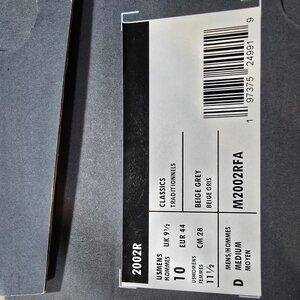 2002R
CLASSICS
TRADITIONNELS
BEIGE GREY
BEIGE GRIS
M2002RFA
USMENS
HOMMES
10
UK 9½
EUR 44
USWOMENS
FEMMES
11½
CM 28
D
MENS/HOMMES
MEDIUM
MOYEN
1 97375 24991 9